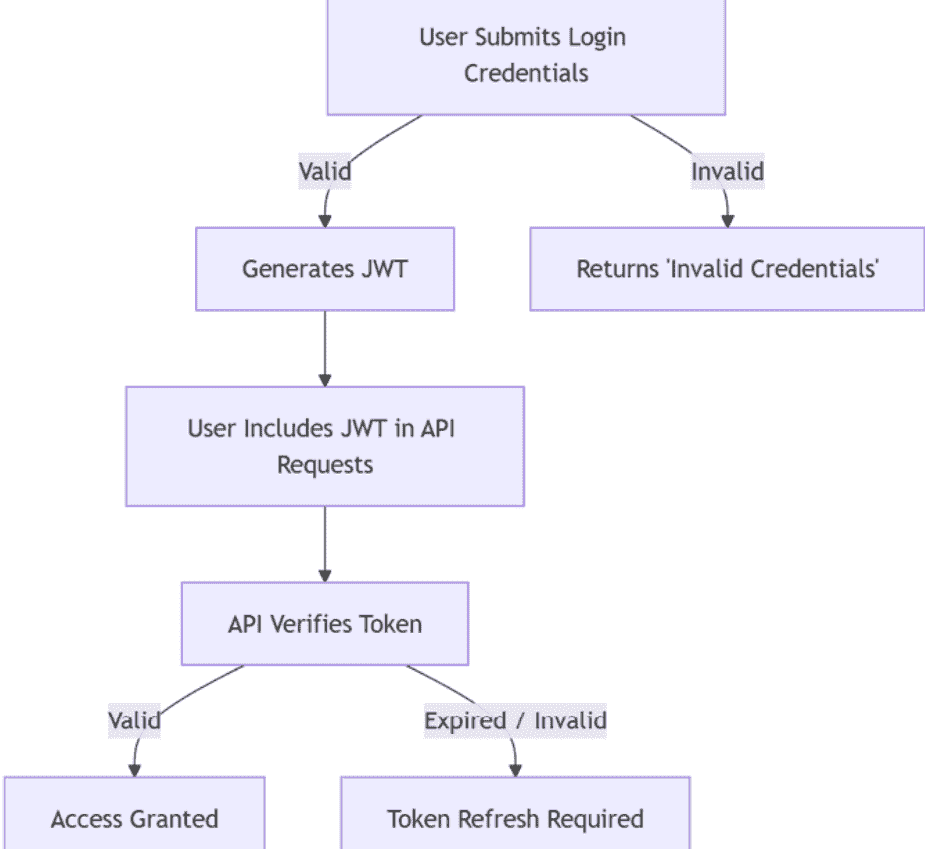 User Submits Login
Credentials
Valid
Invalid
Generates JWT
Returns 'Invalid Credentials'
User Includes JWT in API
Requests
API Verifies Token
Valid
Expired / Invalid
Access Granted
Token Refresh Required